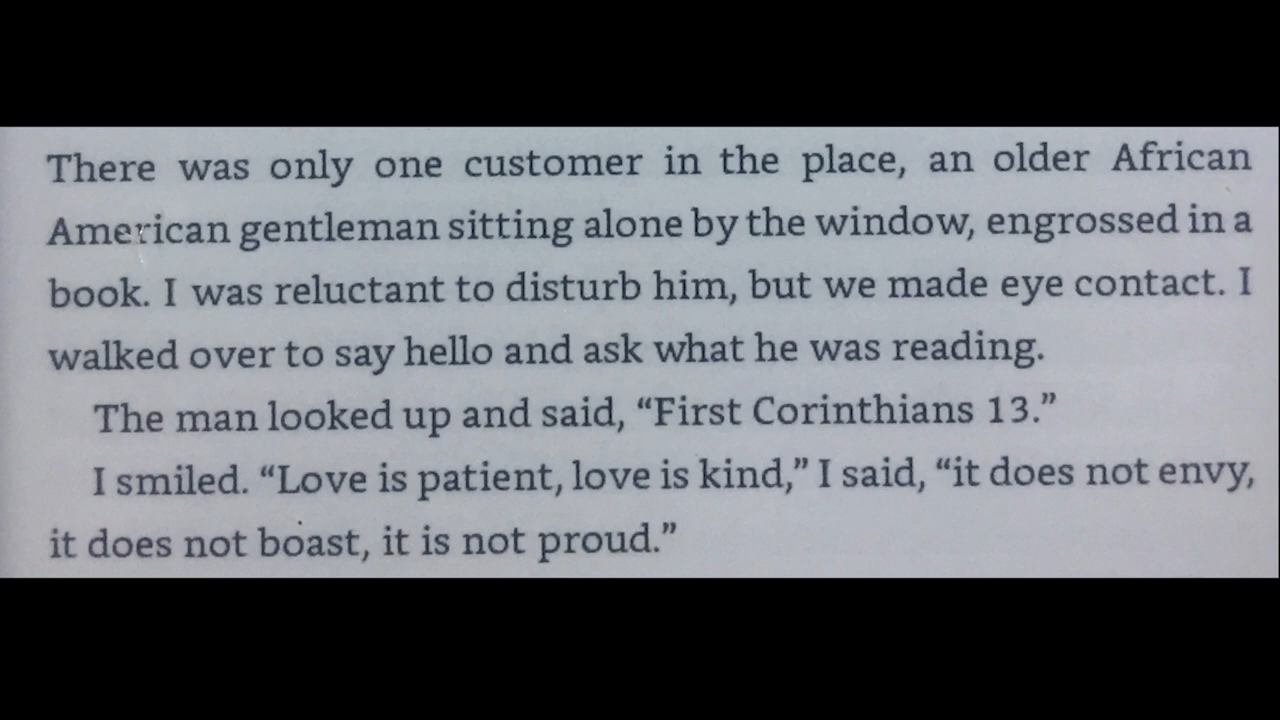 There was only one customer in the place, an older African
American gentleman sitting alone by the window, engrossed in a
book. I was reluctant to disturb him, but we made eye contact. I
walked over to say hello and ask what he was reading.
The man looked up and said, “First Corinthians 13.”
I smiled. “Love is patient, love is kind,” I said, “it does not envy,
it does not boast, it is not proud.”